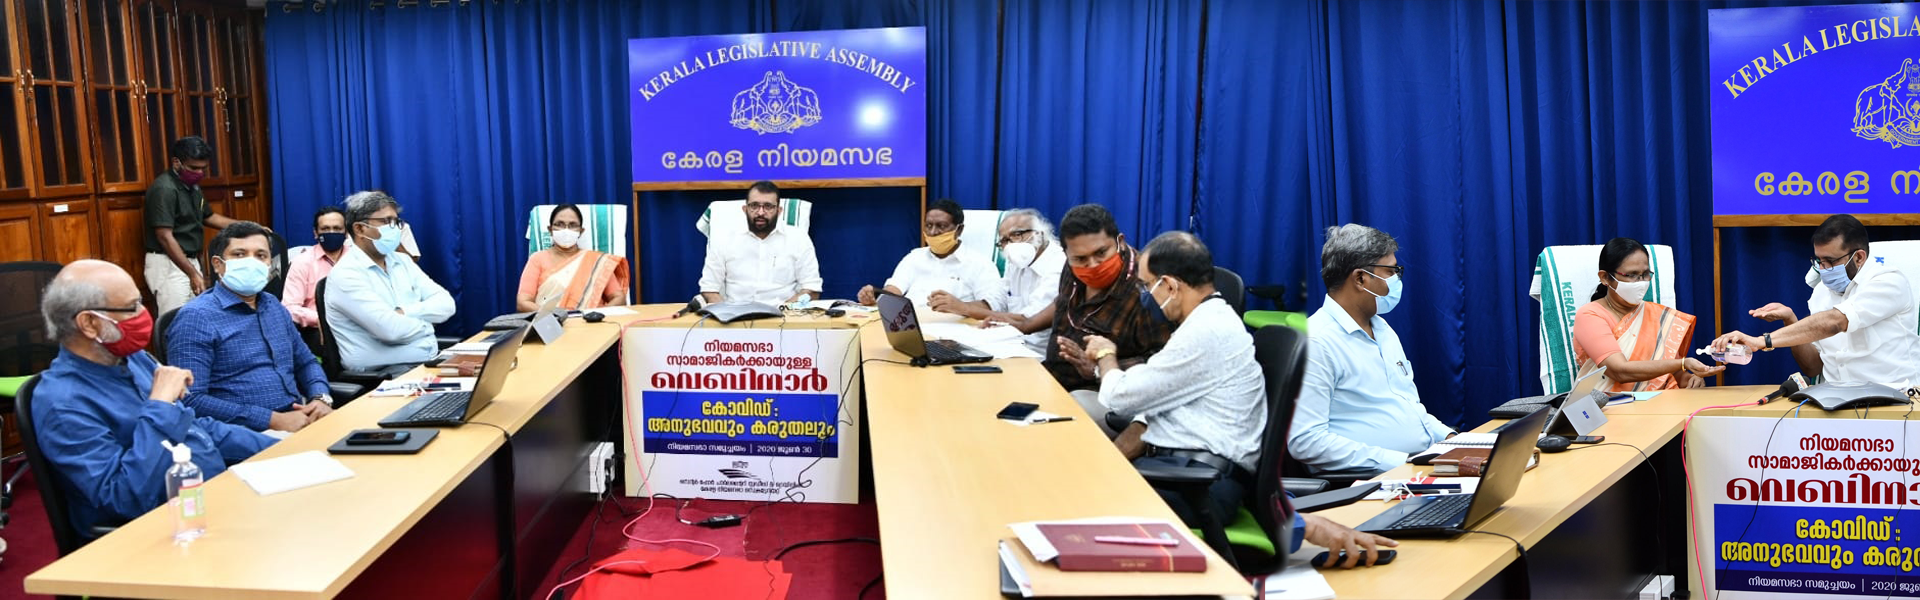 KERALA LEGISLATIVE ASSEMBLY
കേരള നിയമസഭ
നിയമസഭാ
സാമാജികർക്കായുള്ള
വെബിനാർ
കോവിഡ് :
അനുഭവവും കരുതലും
നിയമസഭാ സമുച്ചയം | 2020 ജൂൺ 30
KERALA LEGISLA
കേരള നി
KERALA
നിയമസഭാ
സാമാജികർക്കായു
വെബിനാ
കോവിഡ് :
അനുഭവവും കരുത
നിയമസഭാ സമുച്ചയം | 2020 ജൂ